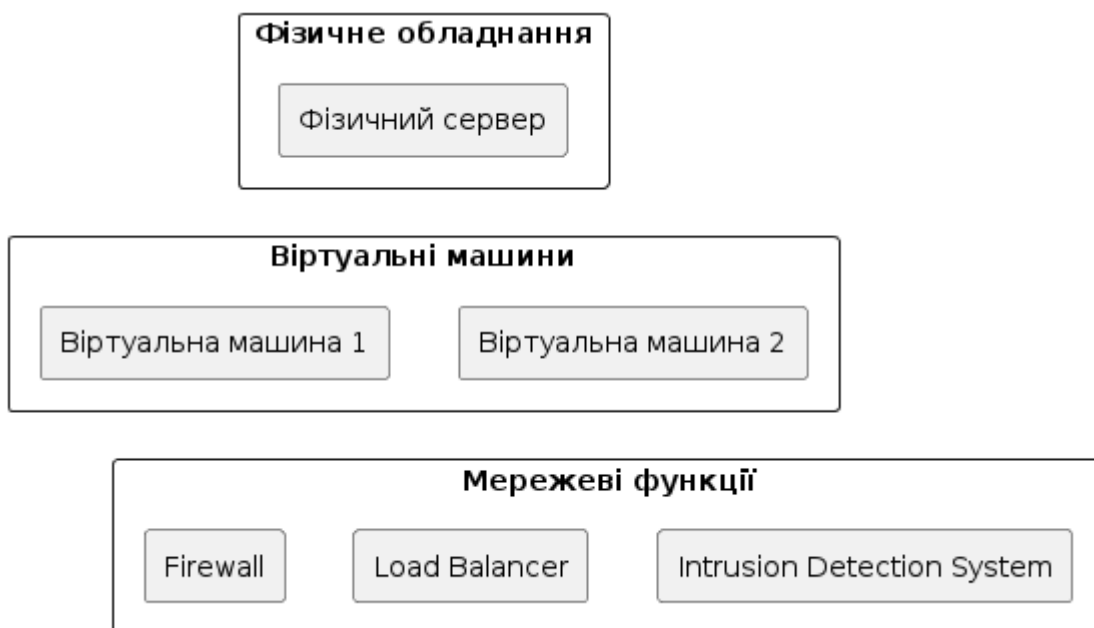 Фізичне обладнання
Фізичний сервер
Віртуальні машини
Віртуальна машина 1
Віртуальна машина 2
Мережеві функції
Firewall
Load Balancer
Intrusion Detection System